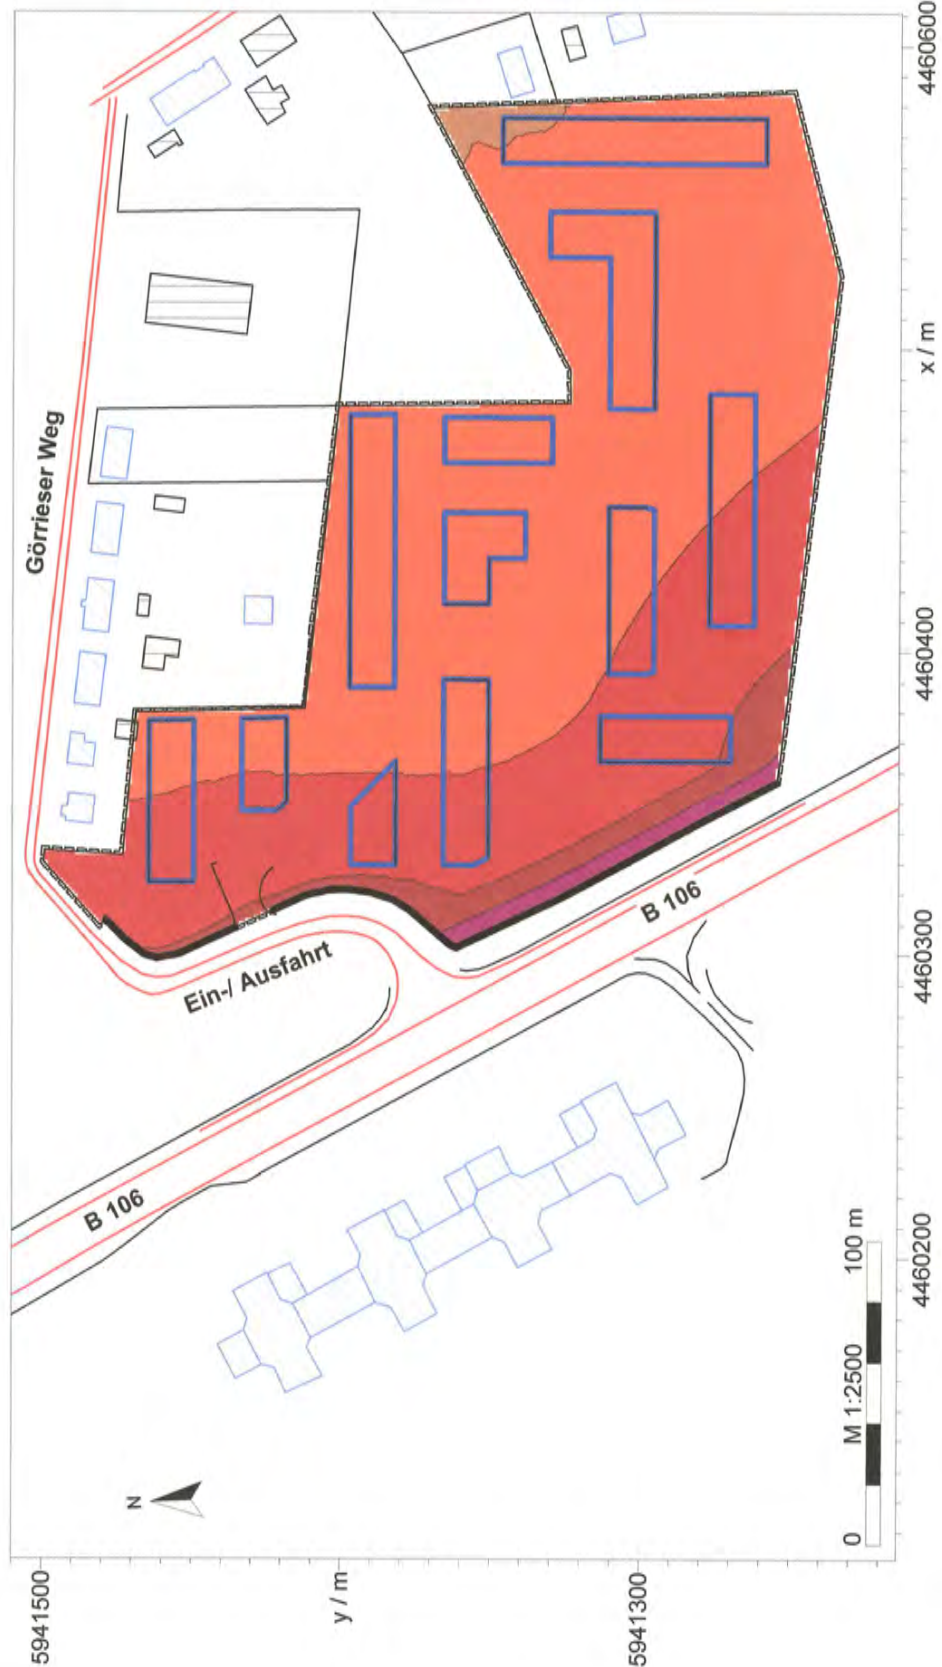 Görrieser Weg
Ein-/ Ausfahrt
B 106
B 106
N
5941500
y / m
5941300
0 M 1:2500 100 m
4460200
4460300
4460400
x / m
4460600